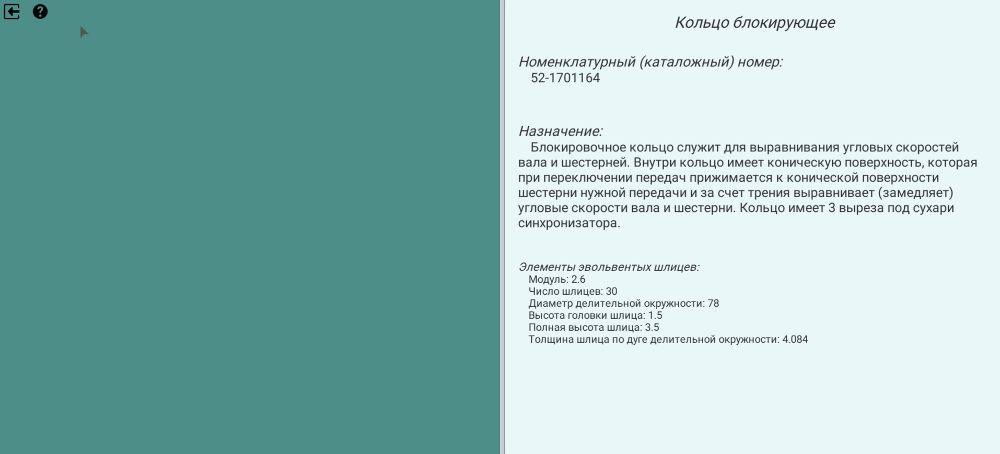 Кольцо блокирующее
Номенклатурный (каталожный) номер:
52-1701164
Назначение:
Блокировочное кольцо служит для выравнивания угловых скоростей
вала и шестерней. Внутри кольцо имеет коническую поверхность, которая
при переключении передач прижимается к конической поверхности
шестерни нужной передачи и за счет трения выравнивает (замедляет)
угловые скорости вала и шестерни. Кольцо имеет 3 выреза под сухари
синхронизатора.
Элементы эвольвентых шлицев:
Модуль: 2.6
Число шлицев: 30
Диаметр делительной окружности: 78
Высота головки шлица: 1.5
Полная высота шлица: 3.5
Толщина шлица по дуге делительной окружности: 4.084